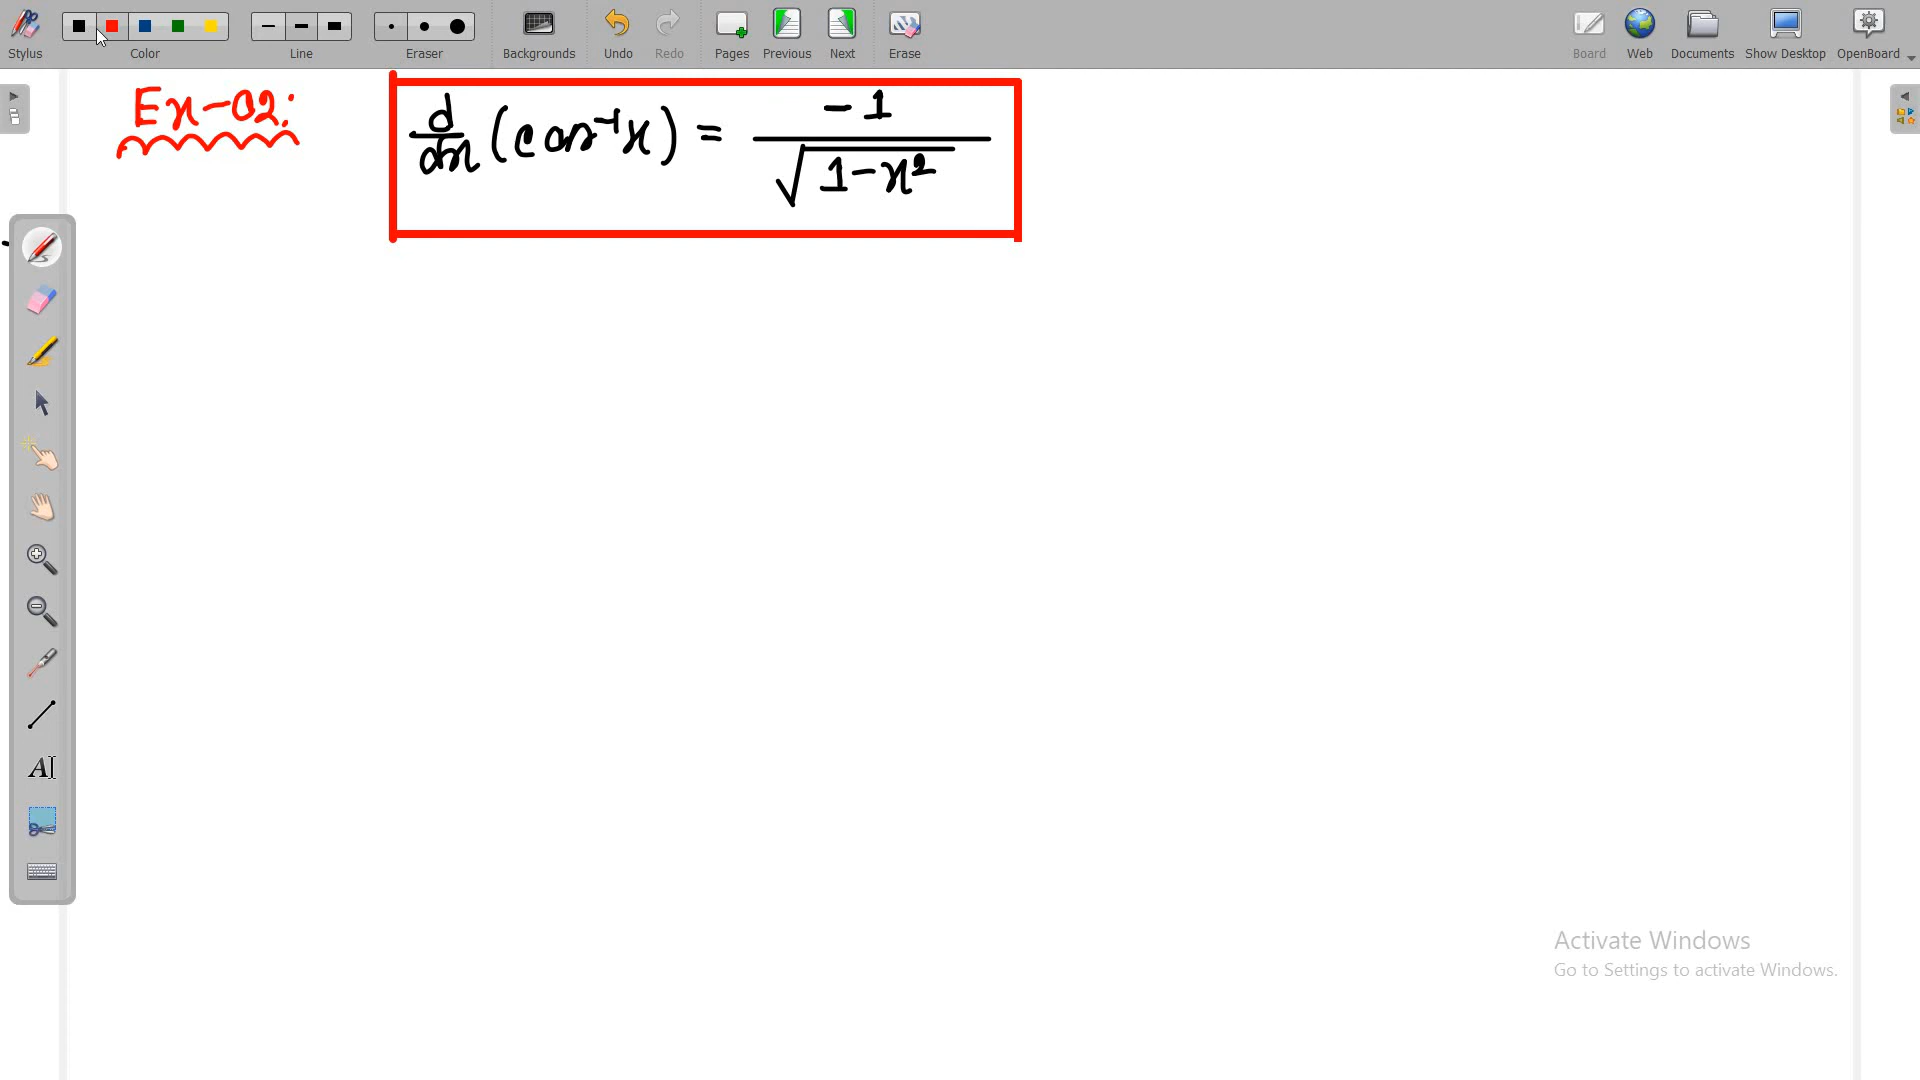 Stylus Color Line Eraser Backgrounds Undo Redo Pages Previous Next Erase Board Web Documents Show Desktop OpenBoard
Ex-02:
d/dx (cos⁻¹x) = -1/√(1-x²)
Activate Windows
Go to Settings to activate Windows.